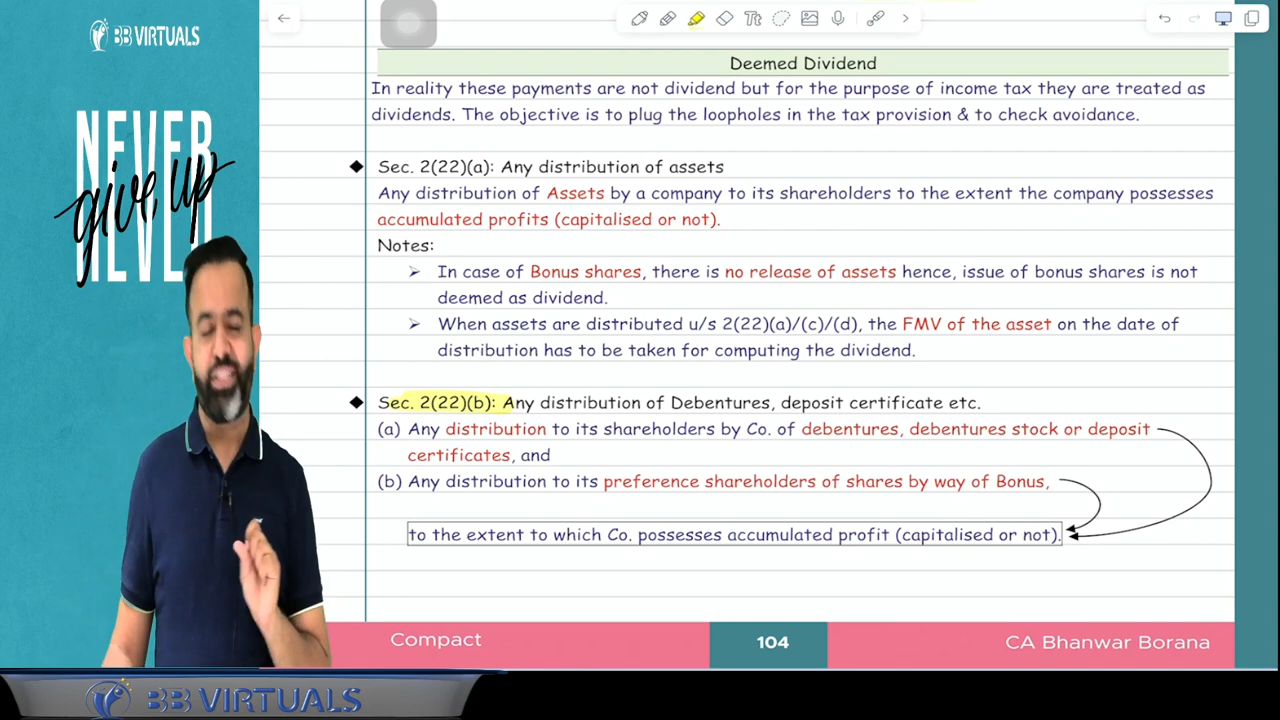 BB VIRTUALS
NEVER
give up
NEVER
Tt
Deemed Dividend
In reality these payments are not dividend but for the purpose of income tax they are treated as
dividends. The objective is to plug the loopholes in the tax provision & to check avoidance.
◆ Sec. 2(22)(a): Any distribution of assets
Any distribution of Assets by a company to its shareholders to the extent the company possesses
accumulated profits (capitalised or not).
Notes:
➢ In case of Bonus shares, there is no release of assets hence, issue of bonus shares is not
deemed as dividend.
➢ When assets are distributed u/s 2(22)(a)/(c)/(d), the FMV of the asset on the date of
distribution has to be taken for computing the dividend.
◆ Sec. 2(22)(b): Any distribution of Debentures, deposit certificate etc.
(a) Any distribution to its shareholders by Co. of debentures, debentures stock or deposit
certificates, and
(b) Any distribution to its preference shareholders of shares by way of Bonus,
to the extent to which Co. possesses accumulated profit (capitalised or not).
Compact 104 CA Bhanwar Borana
BB VIRTUALS